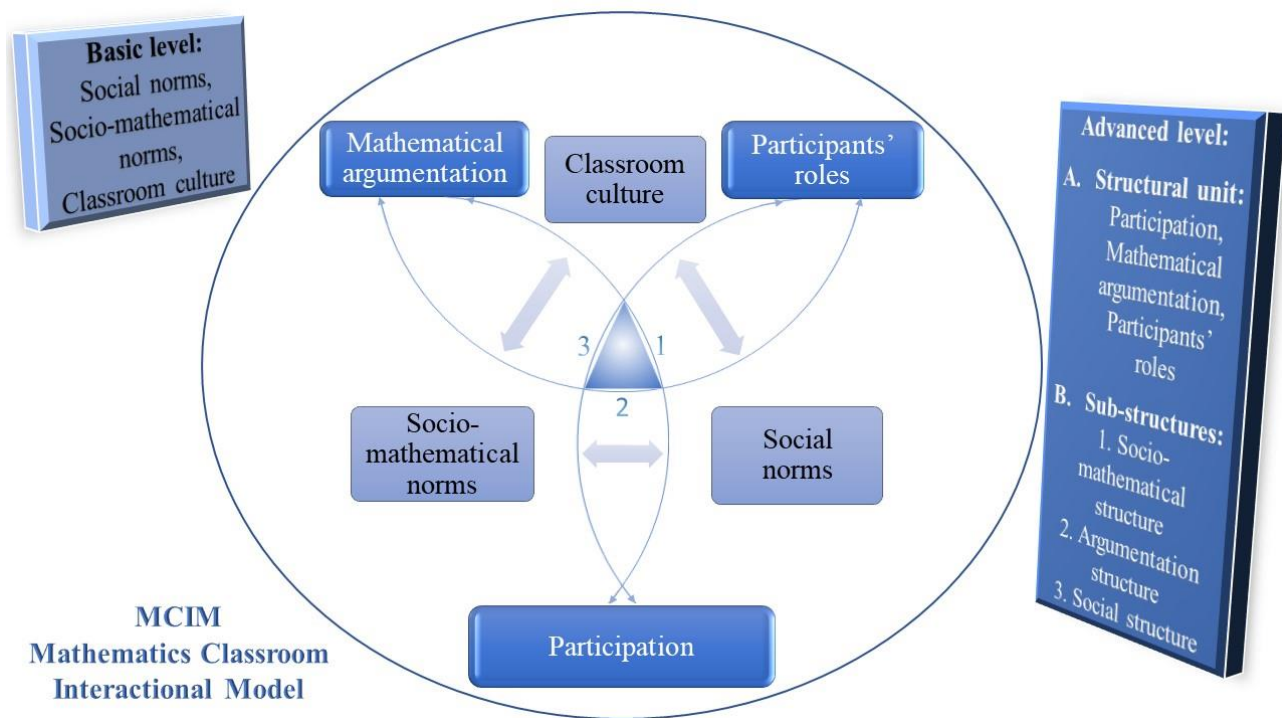 Basic level:
Social norms,
Socio-mathematical
norms,
Classroom culture
Mathematical
argumentation
Classroom
culture
Participants’
roles
3
1
2
Socio-
mathematical
norms
Social
norms
Participation
MCIM
Mathematics Classroom
Interactional Model
Advanced level:
A. Structural unit:
Participation,
Mathematical
argumentation,
Participants’
roles
B. Sub-structures:
1. Socio-
mathematical
structure
2. Argumentation
structure
3. Social structure